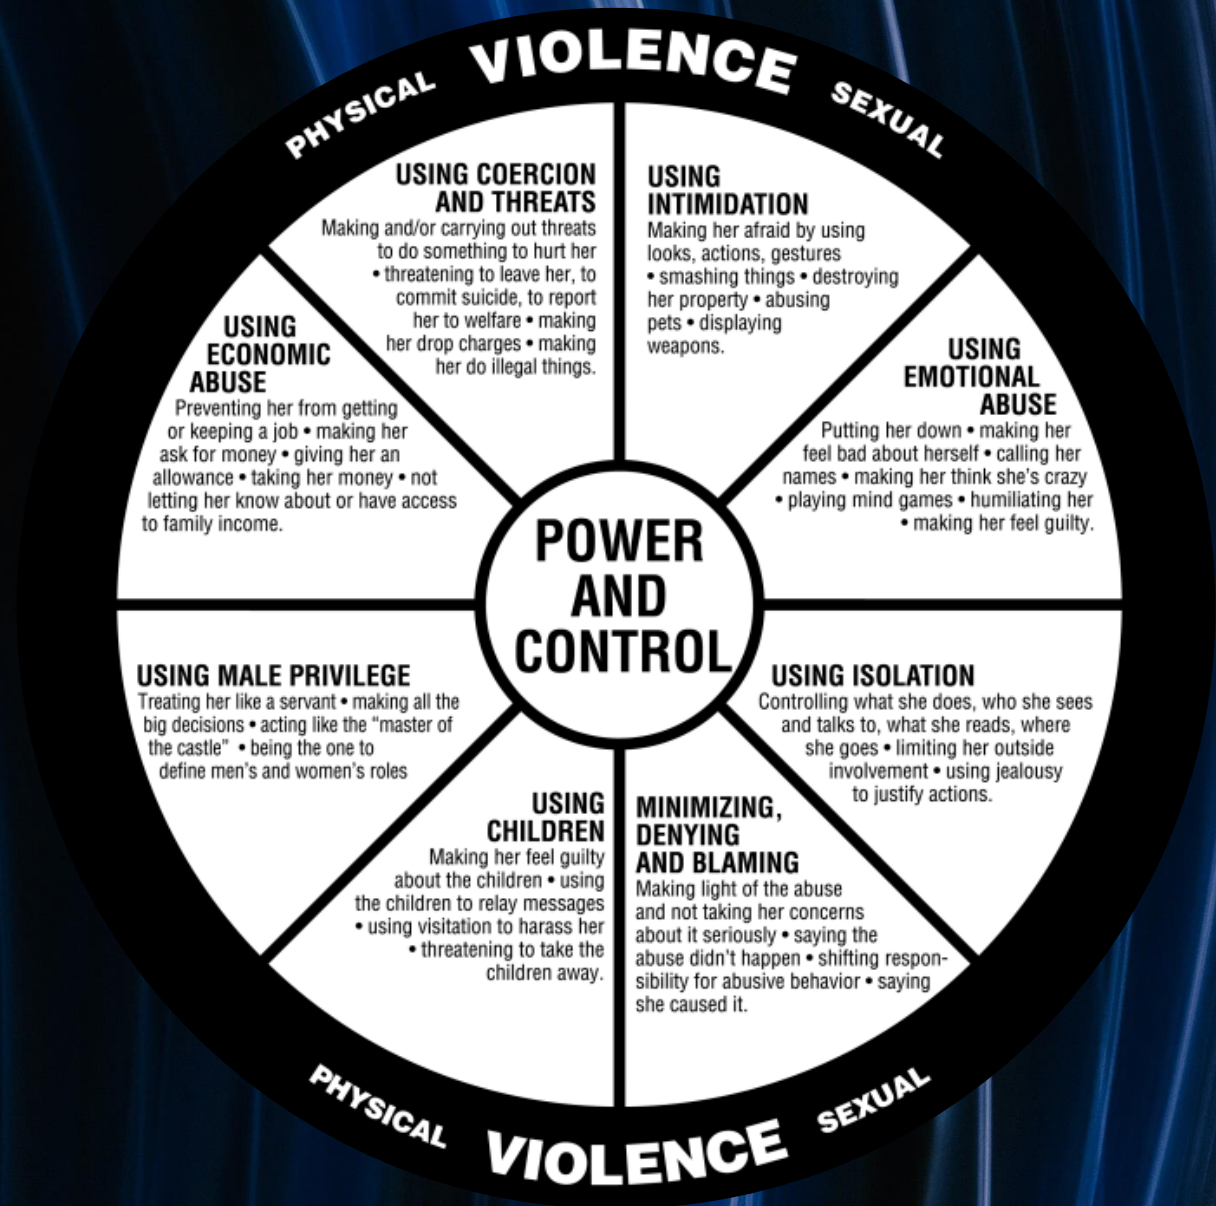 PHYSICAL VIOLENCE SEXUAL
USING COERCION
AND THREATS
Making and/or carrying out threats
to do something to hurt her
• threatening to leave her, to
commit suicide, to report
her to welfare • making
her drop charges • making
her do illegal things.
USING
INTIMIDATION
Making her afraid by using
looks, actions, gestures
• smashing things • destroying
her property • abusing
pets • displaying
weapons.
USING
EMOTIONAL
ABUSE
Putting her down • making her
feel bad about herself • calling her
names • making her think she's crazy
• playing mind games • humiliating her
• making her feel guilty.
USING ISOLATION
Controlling what she does, who she sees
and talks to, what she reads, where
she goes • limiting her outside
involvement • using jealousy
to justify actions.
MINIMIZING,
DENYING
AND BLAMING
Making light of the abuse
and not taking her concerns
about it seriously • saying the
abuse didn't happen • shifting respon-
sibility for abusive behavior • saying
she caused it.
USING
CHILDREN
Making her feel guilty
about the children • using
the children to relay messages
• using visitation to harass her
• threatening to take the
children away.
USING MALE PRIVILEGE
Treating her like a servant • making all the
big decisions • acting like the “master of
the castle” • being the one to
define men's and women's roles
USING
ECONOMIC
ABUSE
Preventing her from getting
or keeping a job • making her
ask for money • giving her an
allowance • taking her money • not
letting her know about or have access
to family income.
POWER
AND
CONTROL
PHYSICAL VIOLENCE SEXUAL